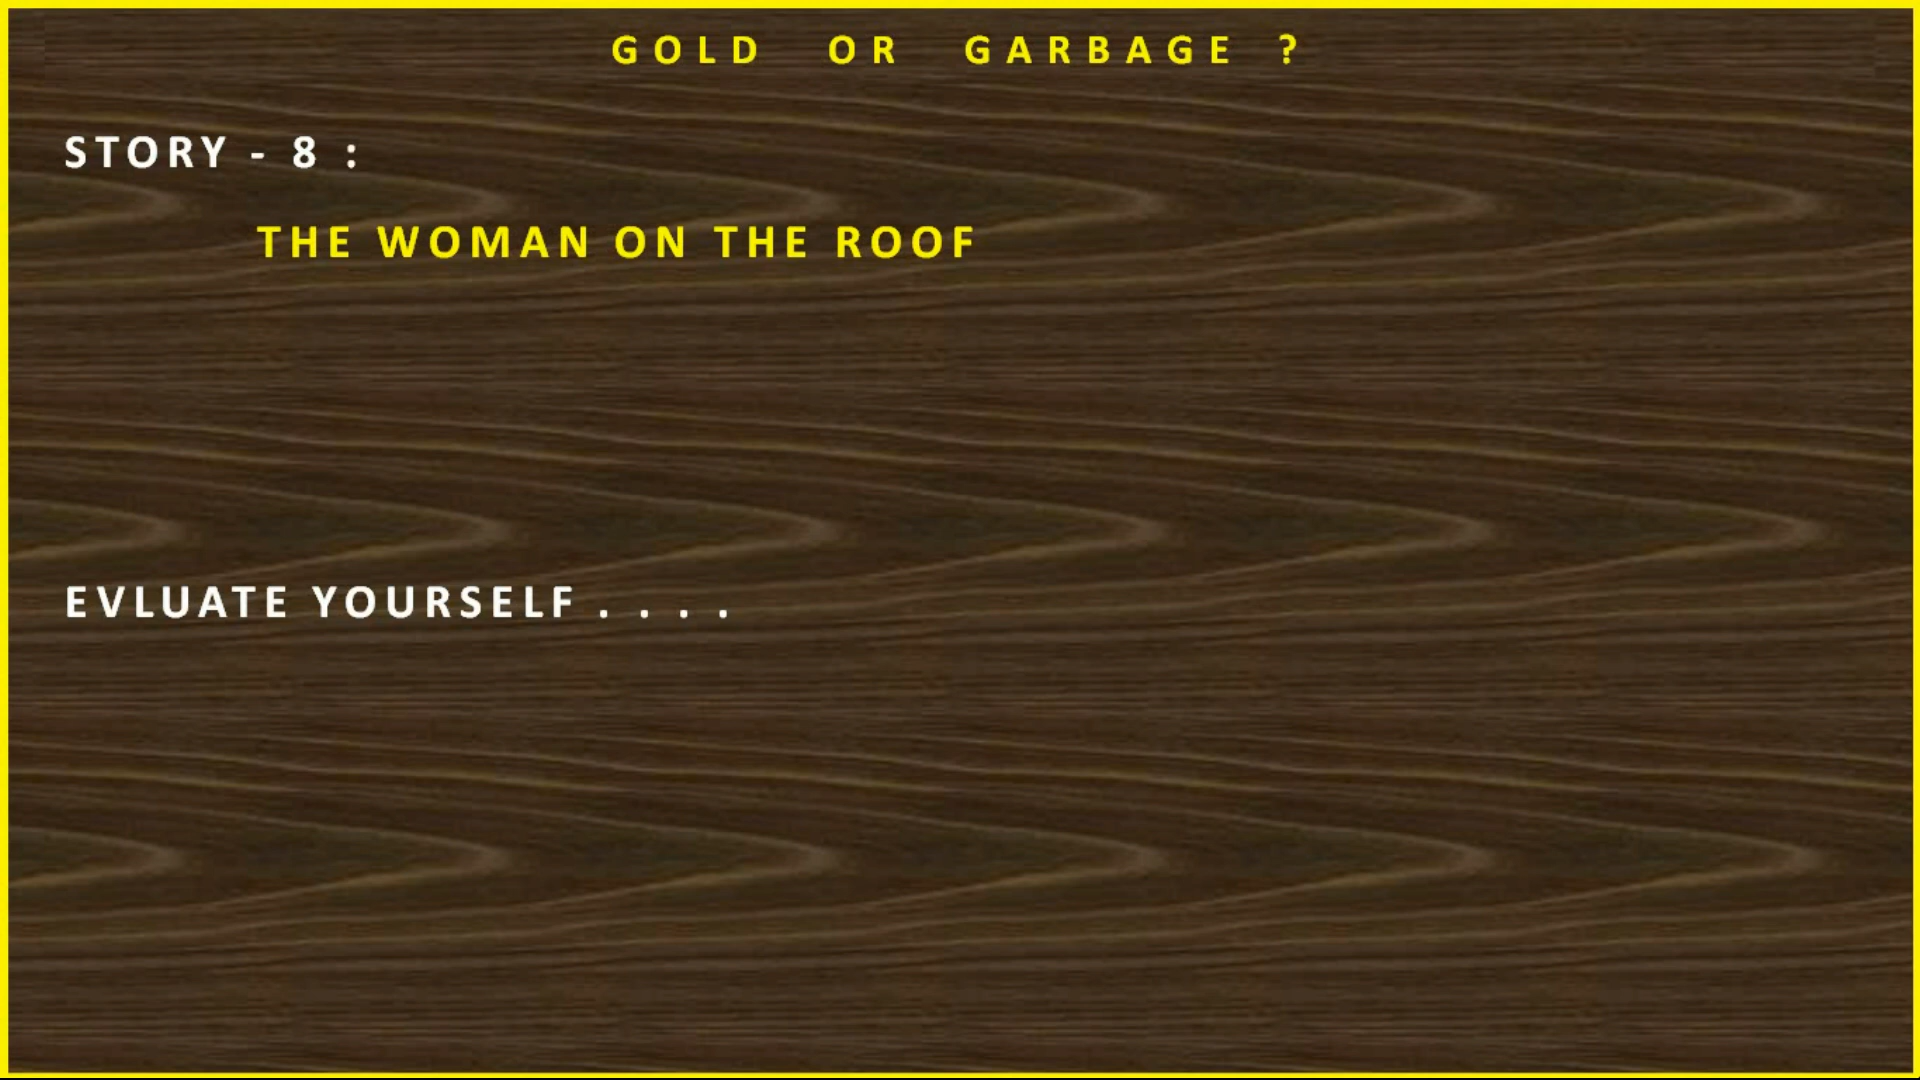 GOLD OR GARBAGE ?
STORY - 8 :
THE WOMAN ON THE ROOF
EVLUATE YOURSELF . . . .